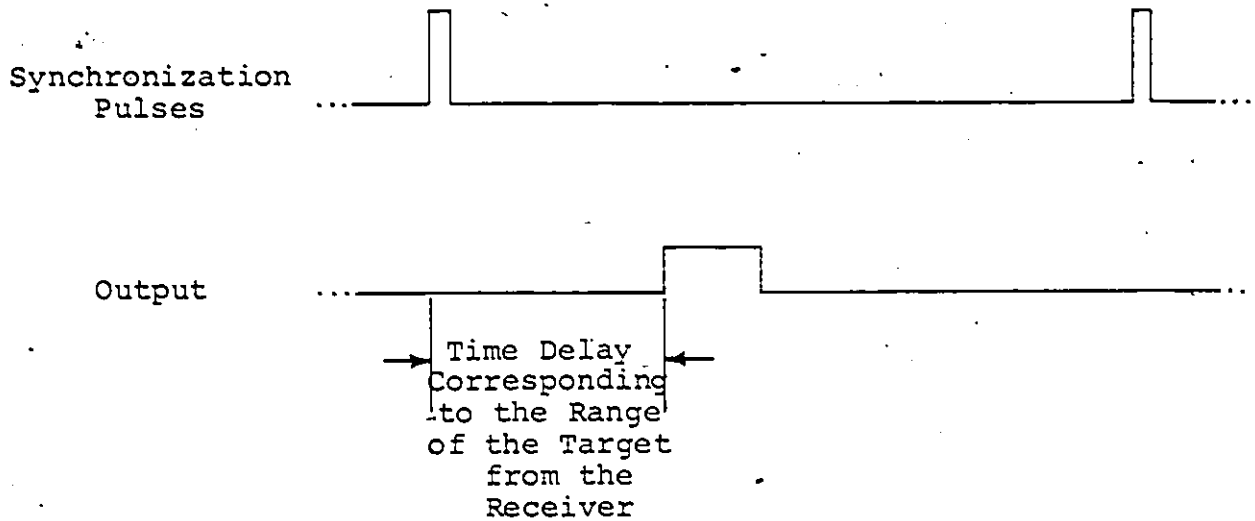 Synchronization
Pulses
Output
Time Delay
Corresponding
to the Range
of the Target
from the
Receiver